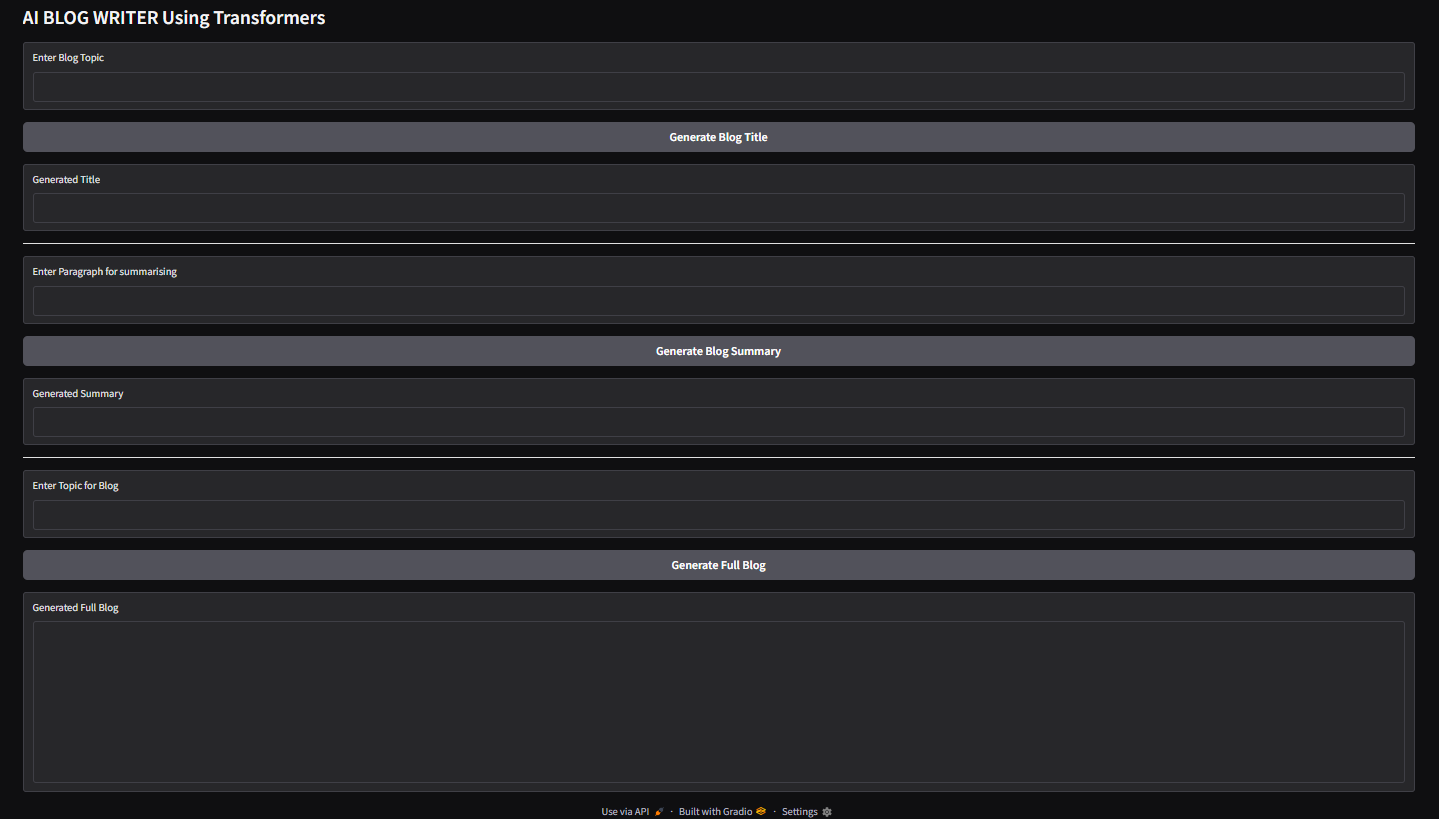 AI BLOG WRITER Using Transformers
Enter Blog Topic
Generate Blog Title
Generated Title
Enter Paragraph for summarising
Generate Blog Summary
Generated Summary
Enter Topic for Blog
Generate Full Blog
Generated Full Blog
Use via API · Built with Gradio · Settings